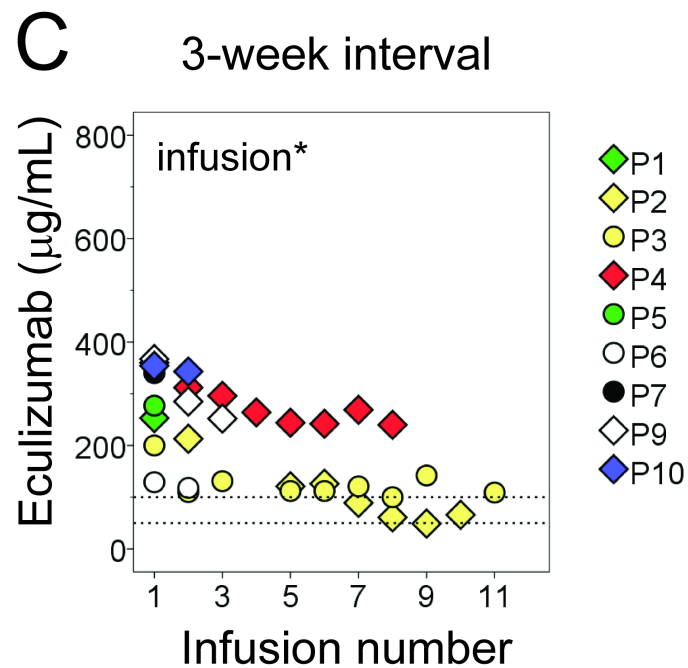 C
3-week interval
Eculizumab (μg/mL)
800
600
400
200
0
infusion*
1 3 5 7 9 11
Infusion number
P1
P2
P3
P4
P5
P6
P7
P9
P10